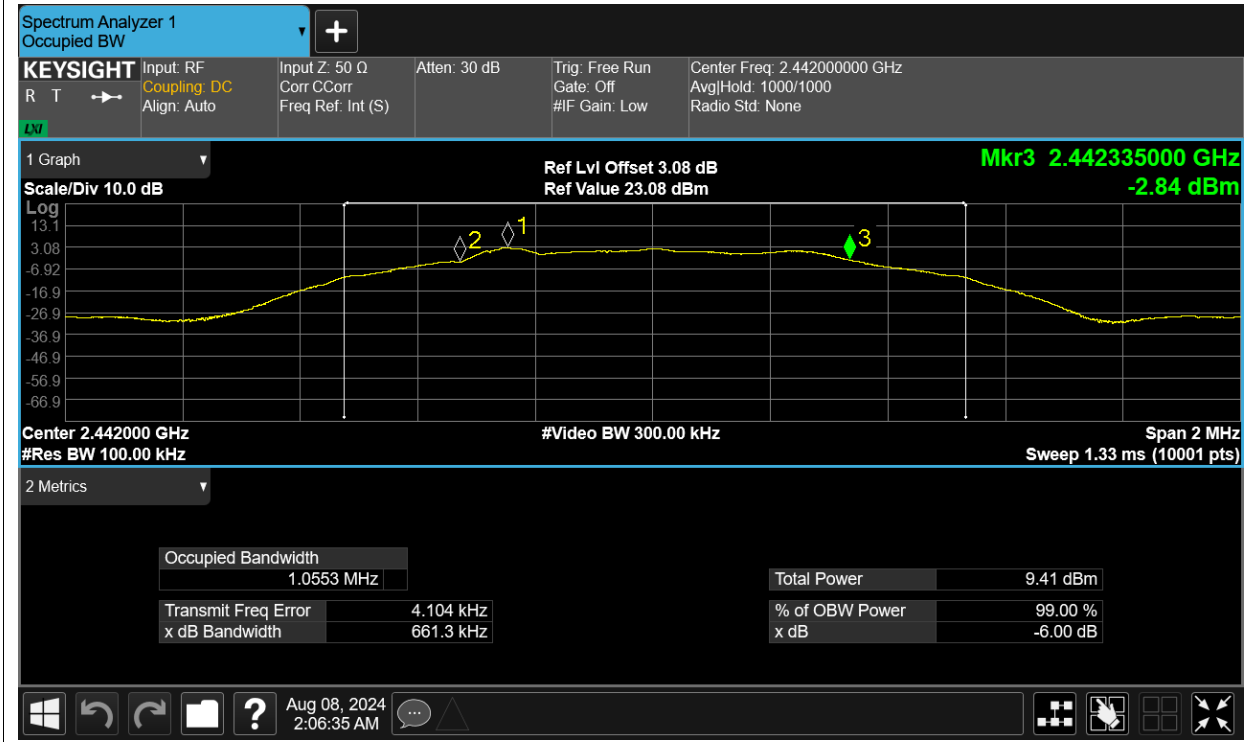 Spectrum Analyzer 1
Occupied BW
KEYSIGHT
R T
LXI
Input: RF
Coupling: DC
Align: Auto
Input Z: 50 Ω
Corr CCorr
Freq Ref: Int (S)
Atten: 30 dB
Trig: Free Run
Gate: Off
#IF Gain: Low
Center Freq: 2.442000000 GHz
Avg|Hold: 1000/1000
Radio Std: None
1 Graph
Scale/Div 10.0 dB
Ref Lvl Offset 3.08 dB
Ref Value 23.08 dBm
Mkr3 2.442335000 GHz
-2.84 dBm
Log
13.1
3.08
-6.92
-16.9
-26.9
-36.9
-46.9
-56.9
-66.9
2
1
3
Center 2.442000 GHz
#Res BW 100.00 kHz
#Video BW 300.00 kHz
Span 2 MHz
Sweep 1.33 ms (10001 pts)
2 Metrics
Occupied Bandwidth
1.0553 MHz
Transmit Freq Error 4.104 kHz
x dB Bandwidth 661.3 kHz
Total Power 9.41 dBm
% of OBW Power 99.00 %
x dB -6.00 dB
?
Aug 08, 2024
2:06:35 AM